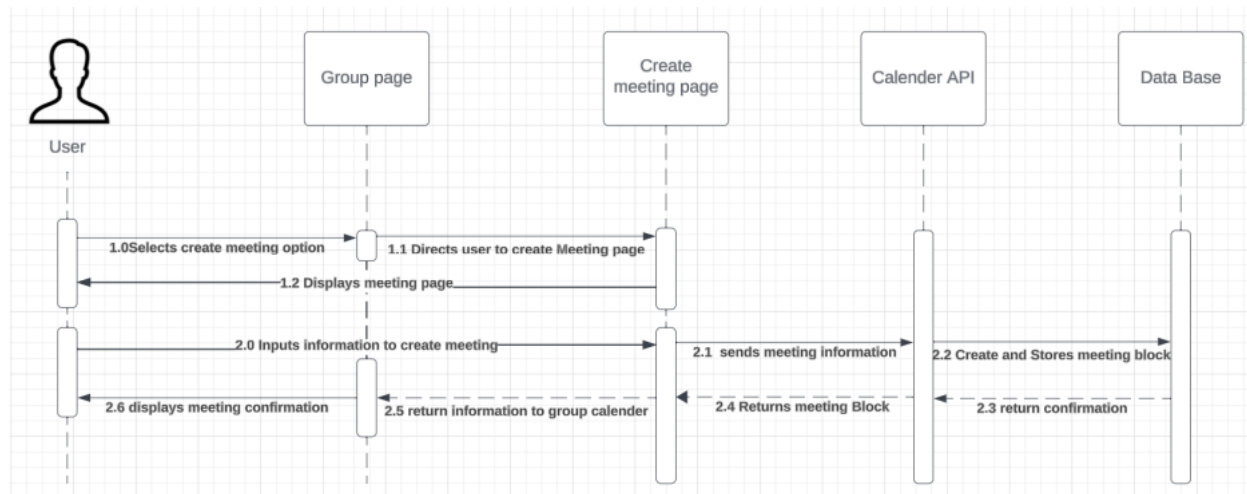 Group page
Create
meeting page
Calender API
Data Base
User
1.0Selects create meeting option
1.1 Directs user to create Meeting page
1.2 Displays meeting page
2.0 Inputs information to create meeting
2.1 sends meeting information
2.2 Create and Stores meeting block
2.6 displays meeting confirmation
2.5 return information to group calender
2.4 Returns meeting Block
2.3 return confirmation